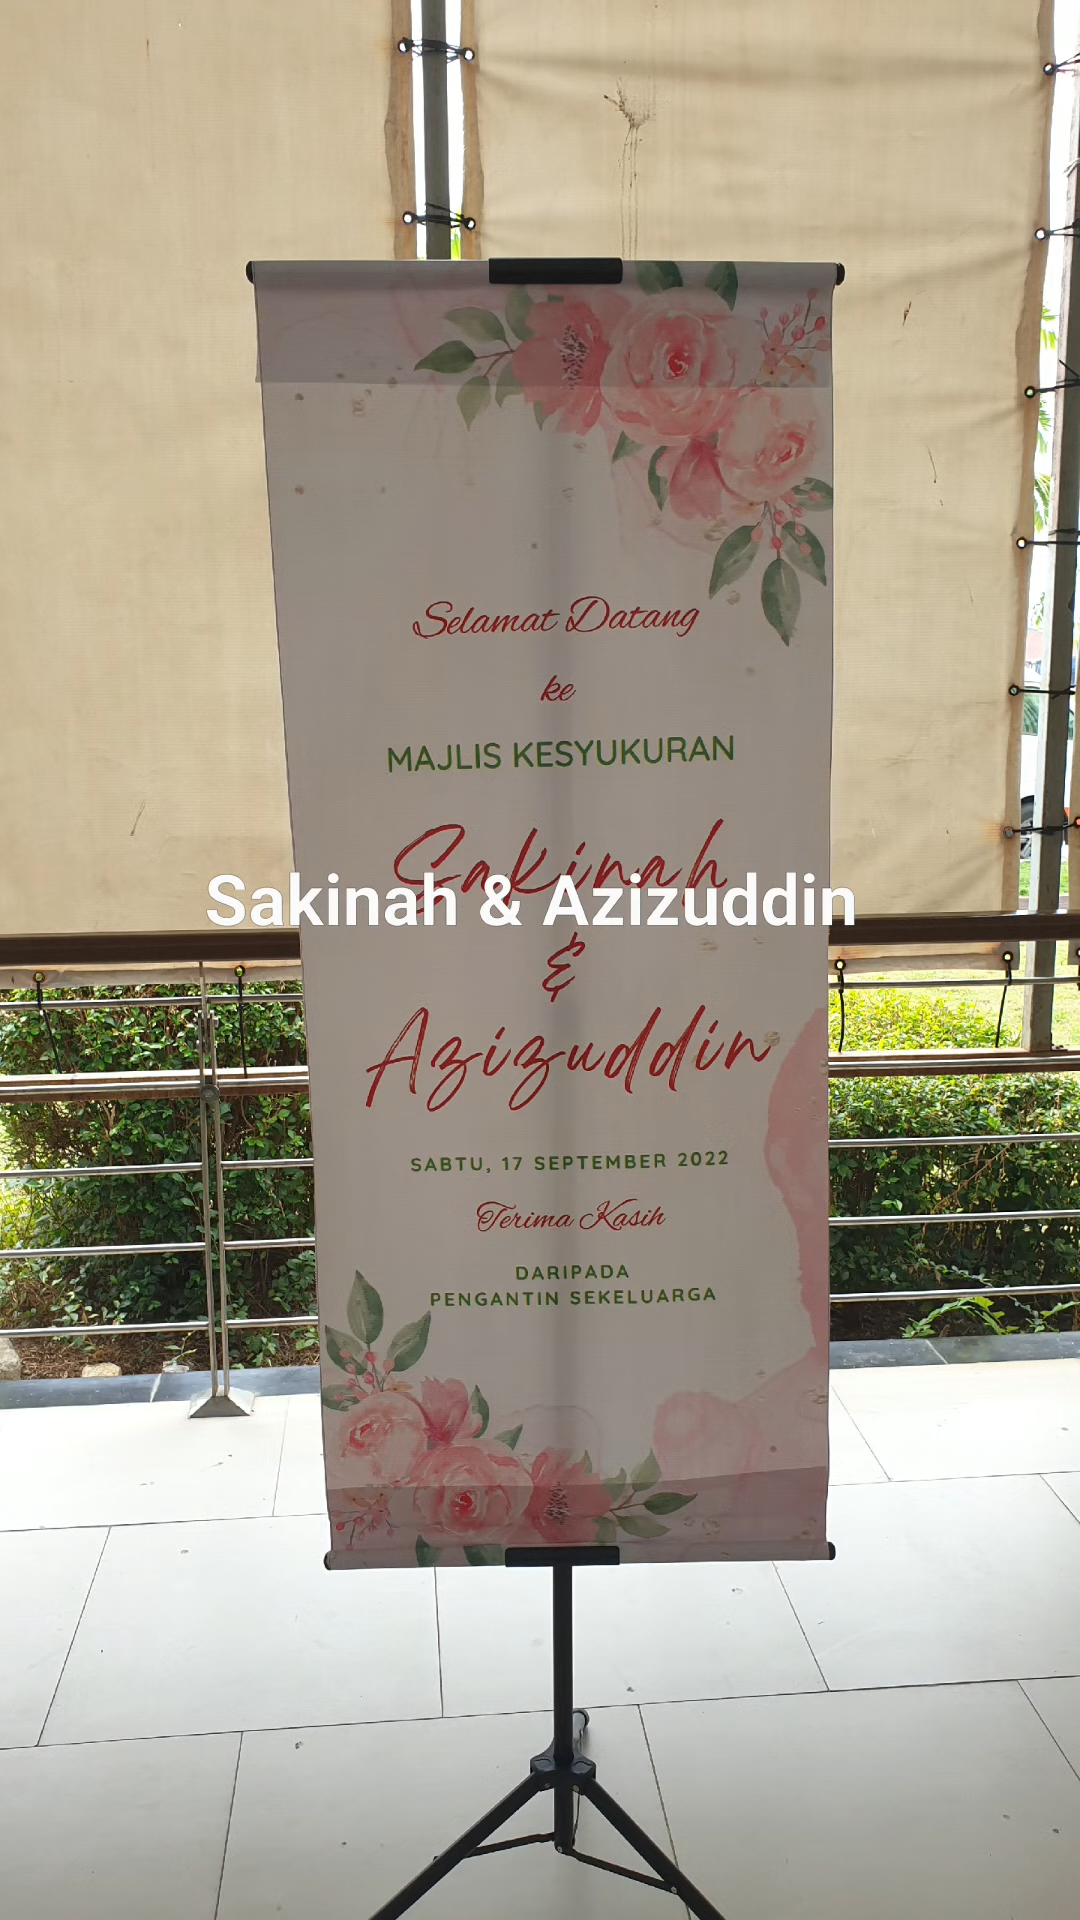 Selamat Datang
ke
MAJLIS KESYUKURAN
Sakinah
Sakinah & Azizuddin
&
Azizuddin
SABTU, 17 SEPTEMBER 2022
Terima Kasih
DARIPADA
PENGANTIN SEKELUARGA